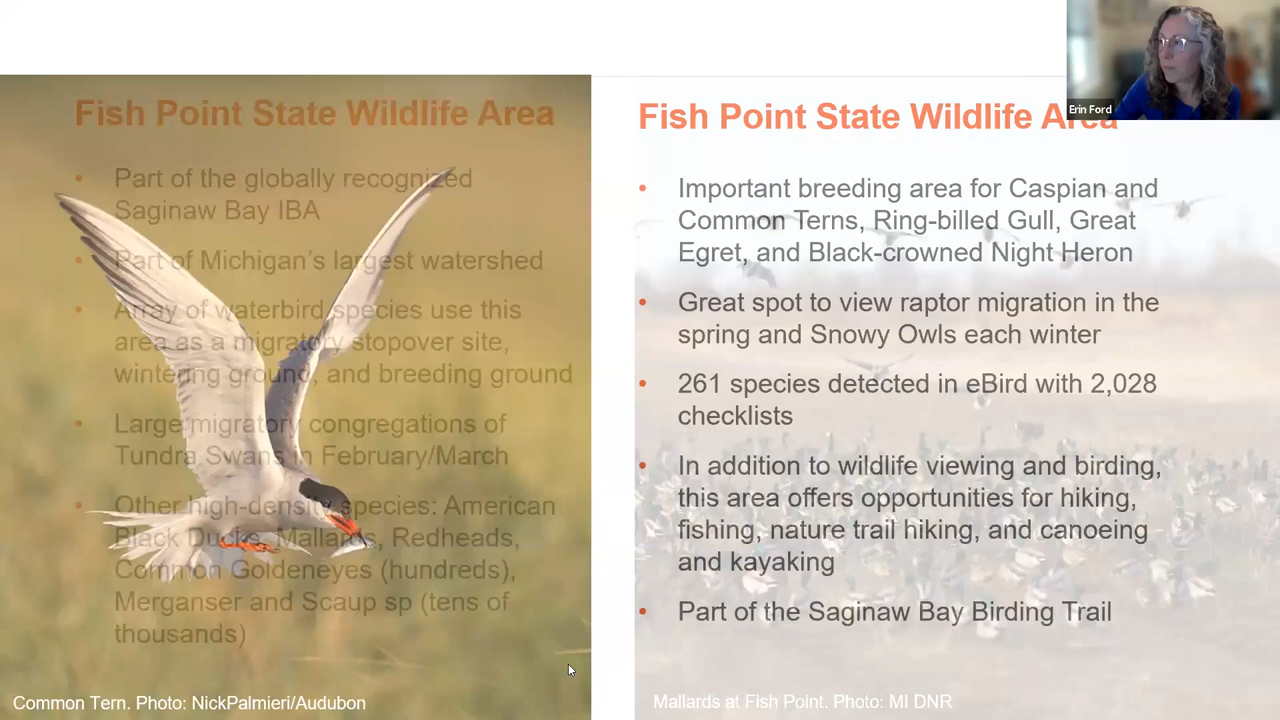 Erin Ford
Fish Point State Wildlife Area
• Part of the globally recognized
Saginaw Bay IBA
• Part of Michigan's largest watershed
• Array of waterbird species use this
area as a migratory stopover site,
wintering ground, and breeding ground
• Large migratory congregations of
Tundra Swans in February/March
• Other high-density species: American
Black Ducks, Mallards, Redheads,
Common Goldeneyes (hundreds),
Merganser and Scaup sp (tens of
thousands)
Common Tern. Photo: NickPalmieri/Audubon
Fish Point State Wildlife Area
• Important breeding area for Caspian and
Common Terns, Ring-billed Gull, Great
Egret, and Black-crowned Night Heron
• Great spot to view raptor migration in the
spring and Snowy Owls each winter
• 261 species detected in eBird with 2,028
checklists
• In addition to wildlife viewing and birding,
this area offers opportunities for hiking,
fishing, nature trail hiking, and canoeing
and kayaking
• Part of the Saginaw Bay Birding Trail
Mallards at Fish Point. Photo: MI DNR